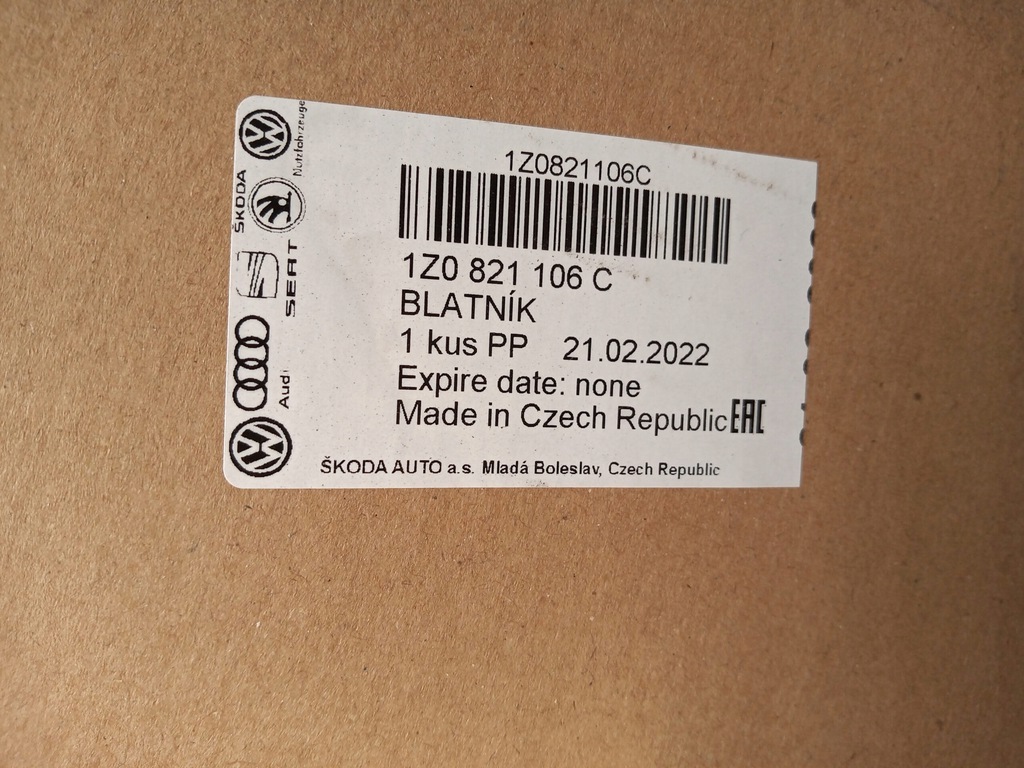 1Z0821106C
1Z0 821 106 C
BLATNÍK
1 kus PP 21.02.2022
Expire date: none
Made in Czech Republic EAC
ŠKODA AUTO a.s. Mladá Boleslav, Czech Republic
Nutzfahrzeuge
ŠKODA
SEAT
Audi